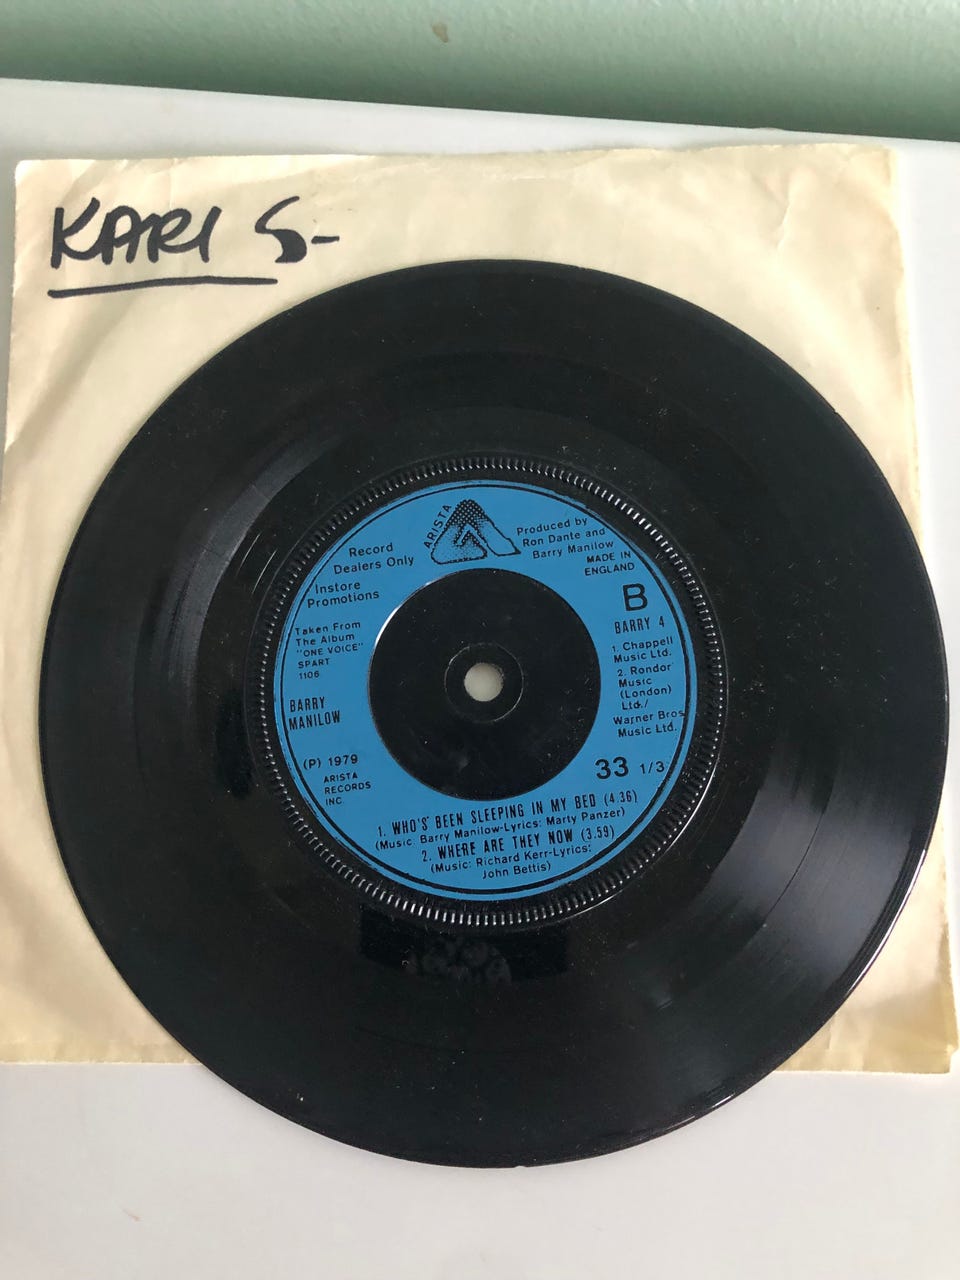 KARI S-
ARISTA
Record
Dealers Only
Instore
Promotions
Taken From
The Album
"ONE VOICE"
SPART
1106
BARRY
MANILOW
(P) 1979
ARISTA
RECORDS
INC.
Produced by
Ron Dante and
Barry Manilow
MADE IN
ENGLAND
B
BARRY 4
1. Chappell
Music Ltd.
2. Rondor
Music
(London)
Ltd./
Warner Bros
Music Ltd.
33 1/3
1. WHO'S' BEEN SLEEPING IN MY BED (4.36)
(Music: Barry Manilow-Lyrics: Marty Panzer)
2. WHERE ARE THEY NOW (3.59)
(Music: Richard Kerr-Lyrics:
John Bettis)